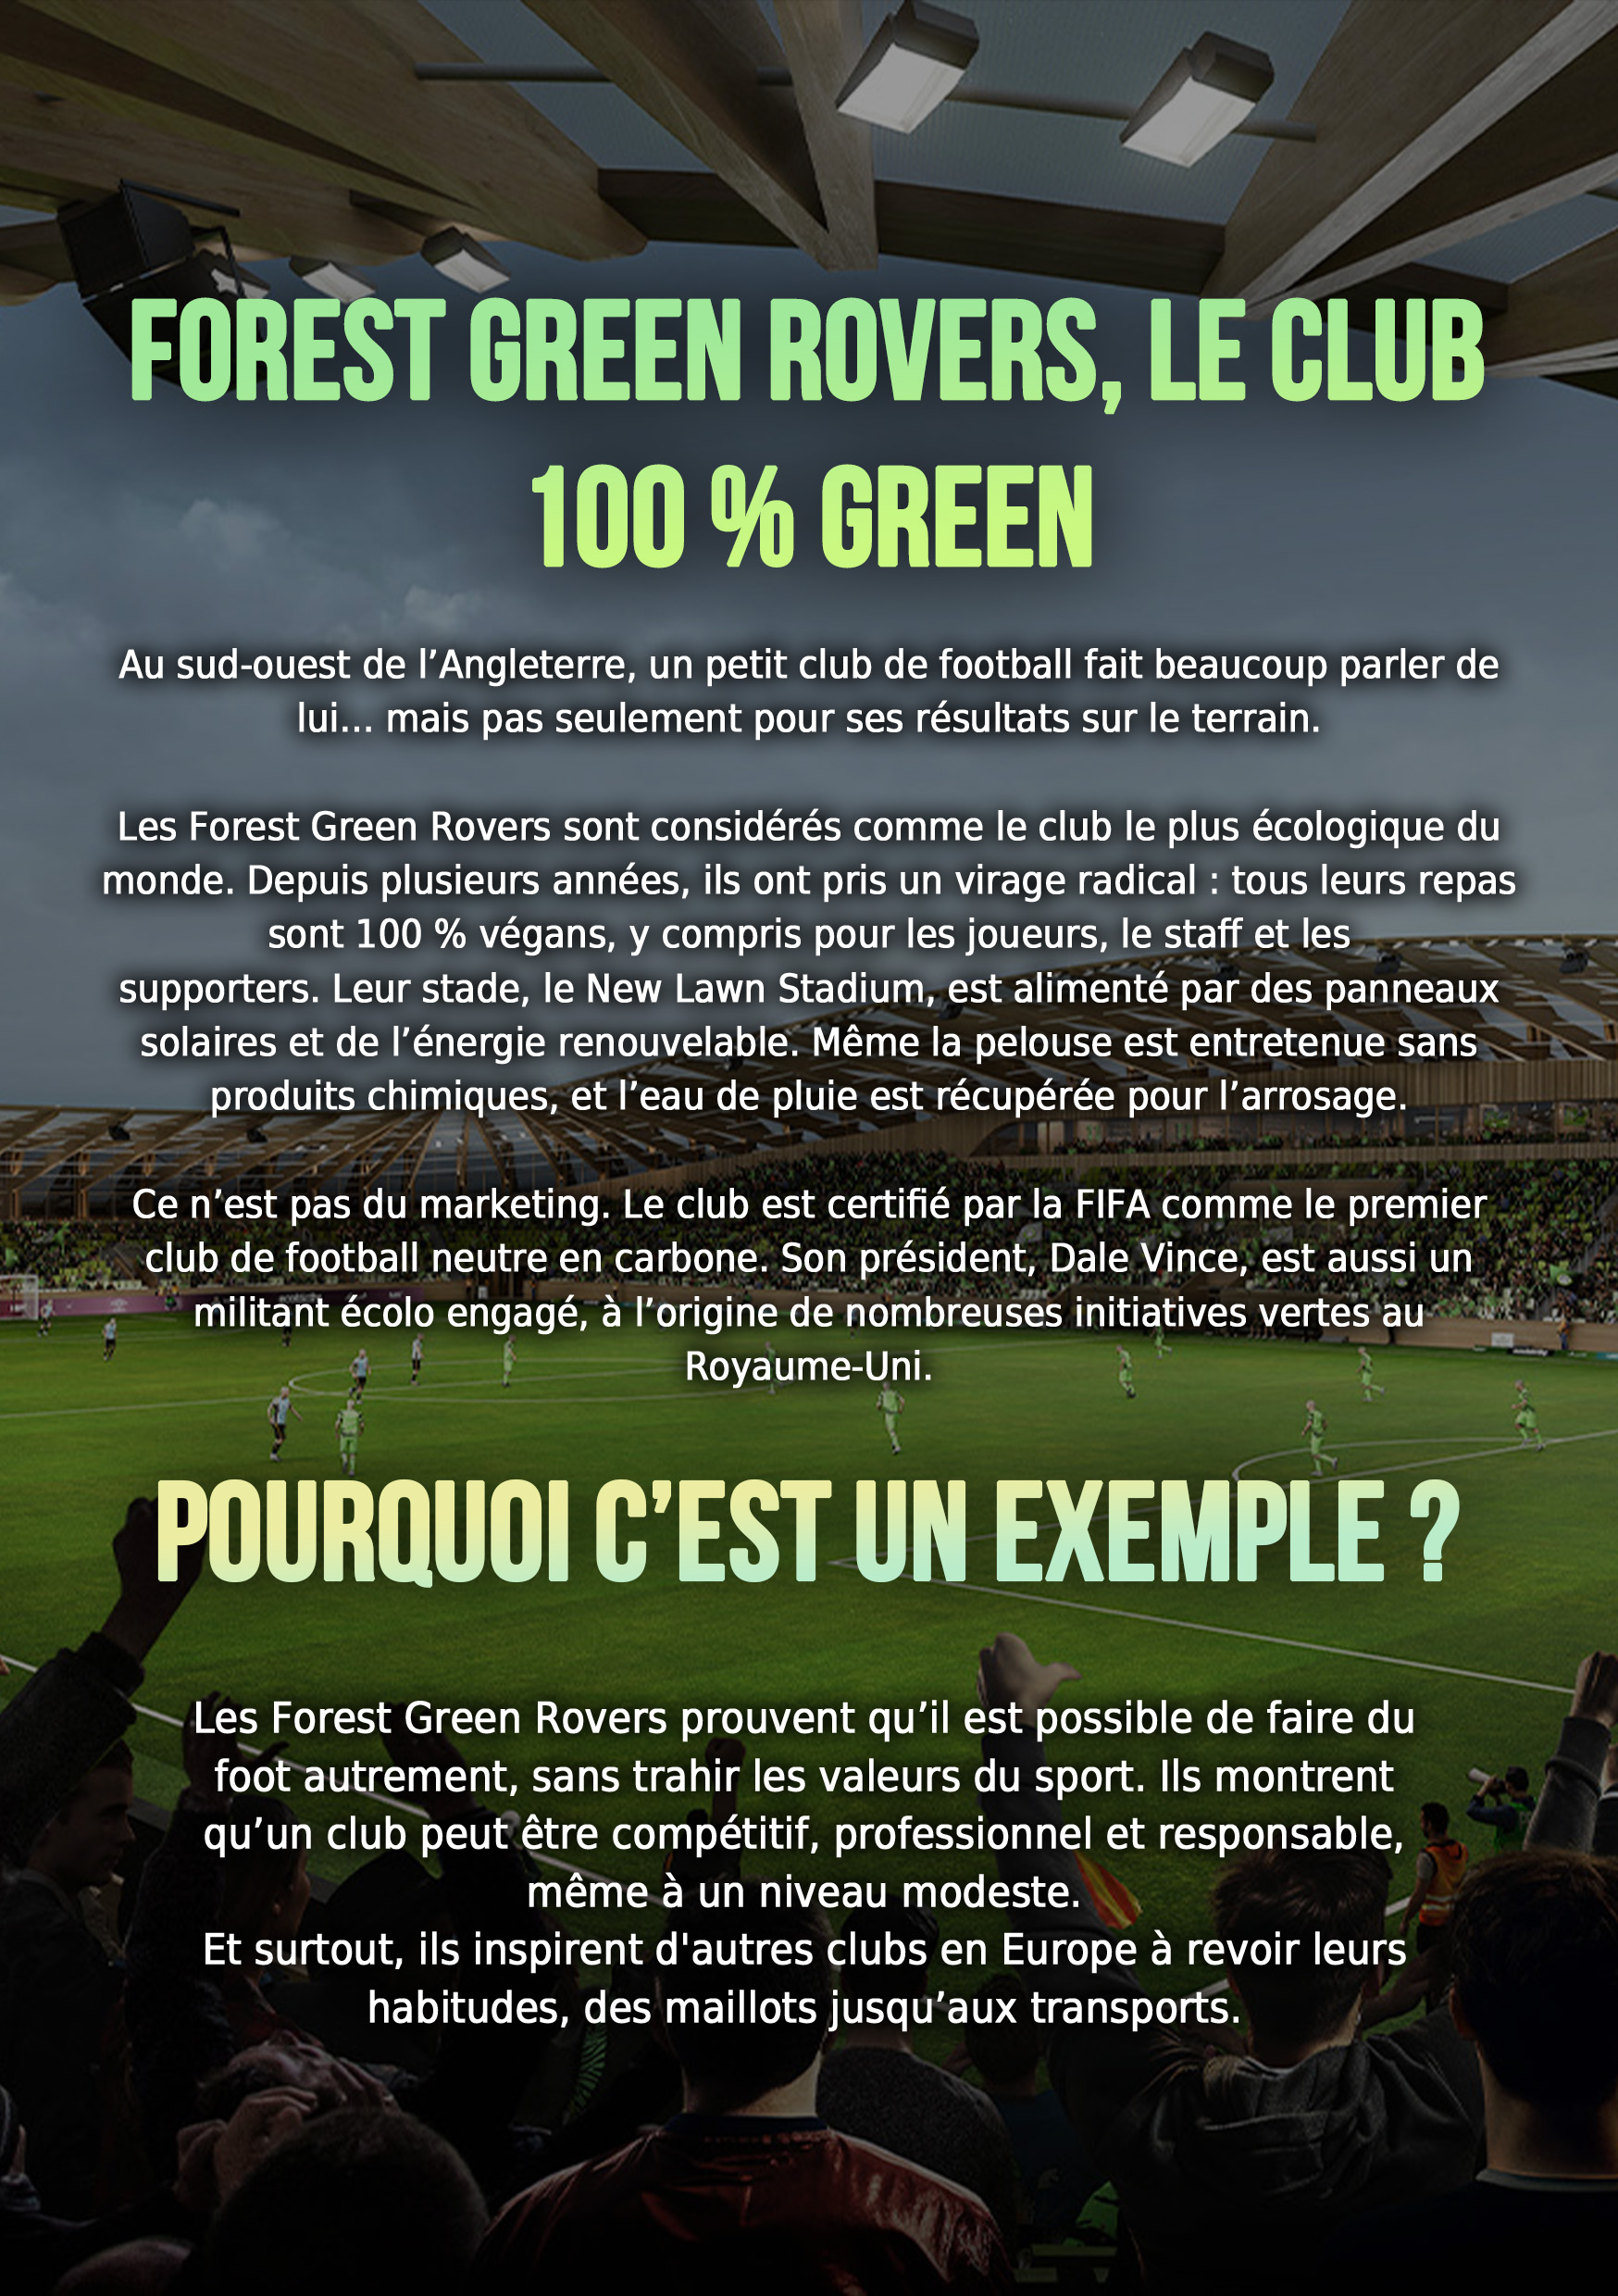 FOREST GREEN ROVERS, LE CLUB
100 % GREEN
Au sud-ouest de l’Angleterre, un petit club de football fait beaucoup parler de
lui… mais pas seulement pour ses résultats sur le terrain.
Les Forest Green Rovers sont considérés comme le club le plus écologique du
monde. Depuis plusieurs années, ils ont pris un virage radical : tous leurs repas
sont 100 % végans, y compris pour les joueurs, le staff et les
supporters. Leur stade, le New Lawn Stadium, est alimenté par des panneaux
solaires et de l’énergie renouvelable. Même la pelouse est entretenue sans
produits chimiques, et l’eau de pluie est récupérée pour l’arrosage.
Ce n’est pas du marketing. Le club est certifié par la FIFA comme le premier
club de football neutre en carbone. Son président, Dale Vince, est aussi un
militant écolo engagé, à l’origine de nombreuses initiatives vertes au
Royaume-Uni.
POURQUOI C’EST UN EXEMPLE ?
Les Forest Green Rovers prouvent qu’il est possible de faire du
foot autrement, sans trahir les valeurs du sport. Ils montrent
qu’un club peut être compétitif, professionnel et responsable,
même à un niveau modeste.
Et surtout, ils inspirent d'autres clubs en Europe à revoir leurs
habitudes, des maillots jusqu’aux transports.